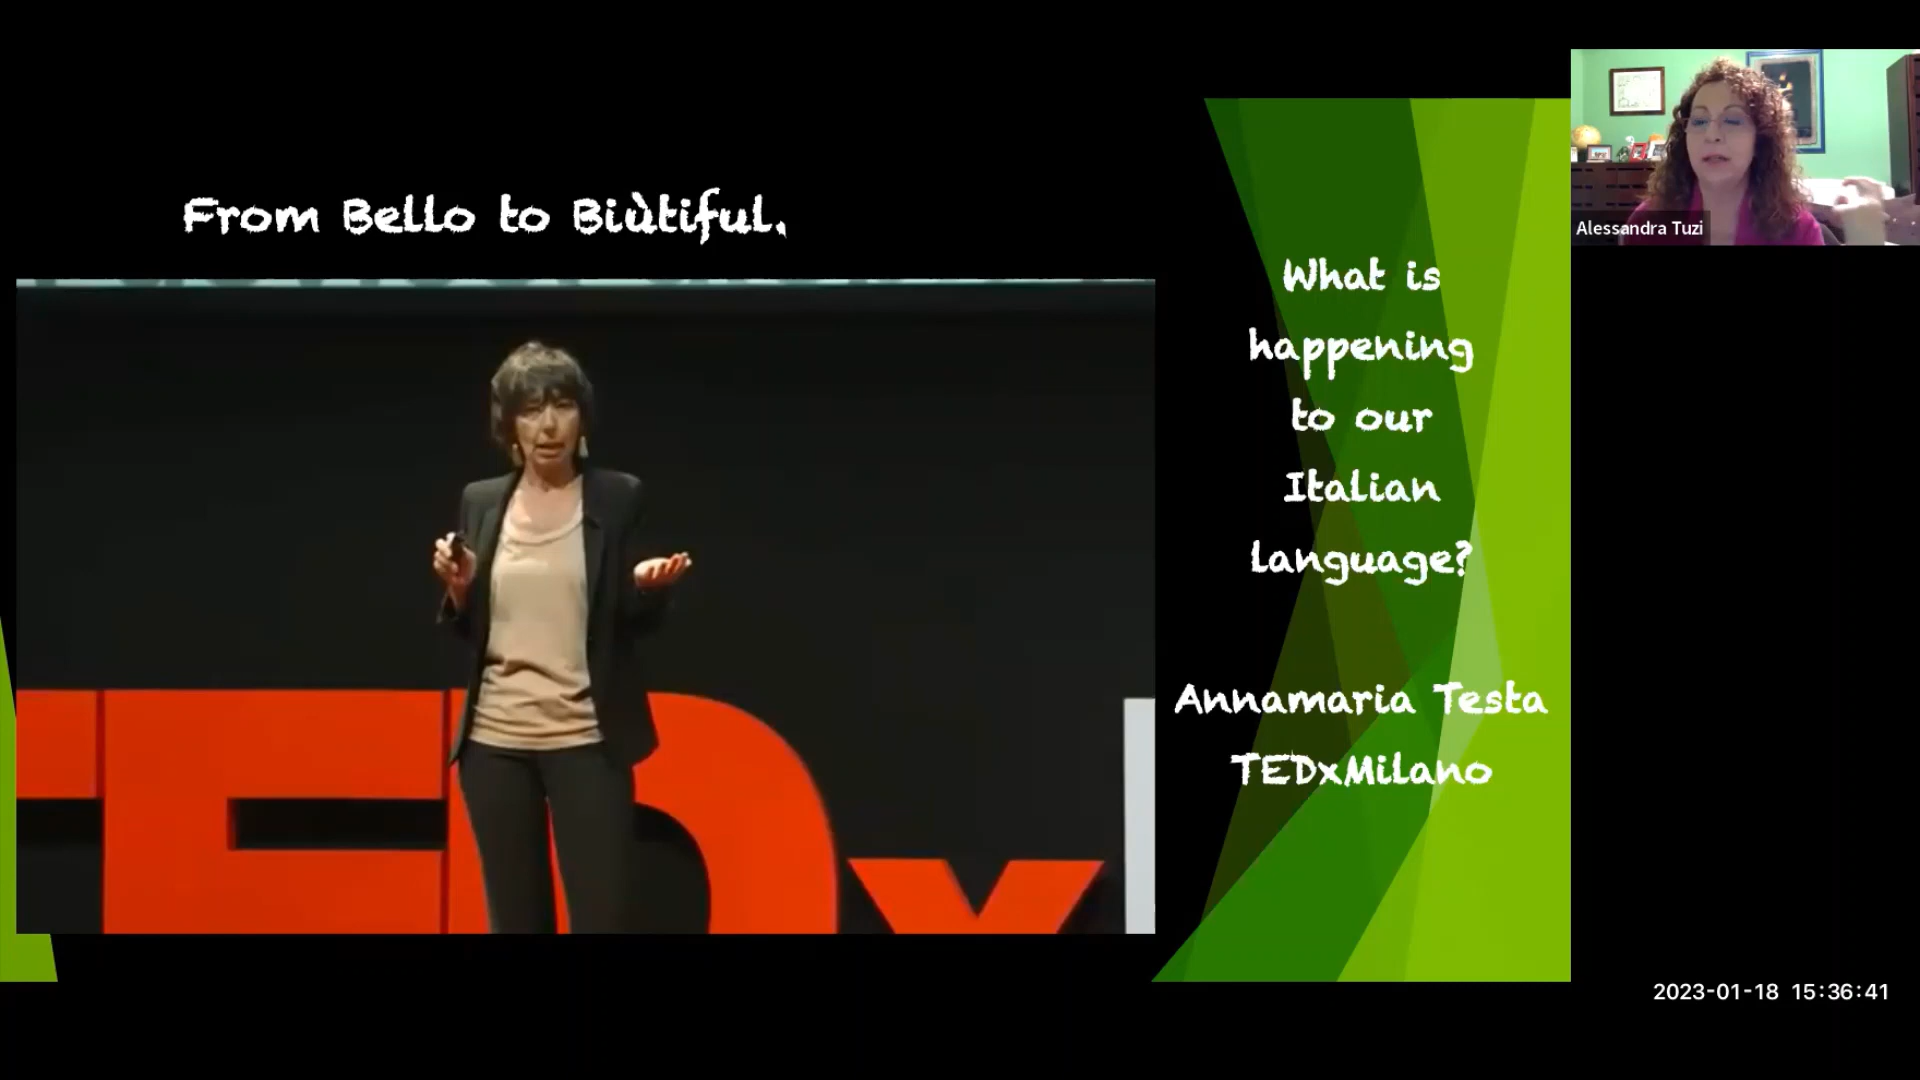 From Bello to Biùtiful.
What is
happening
to our
Italian
language?
Annamaria Testa
TEDxMilano
TEDx
Alessandra Tuzi
2023-01-18 15:36:41